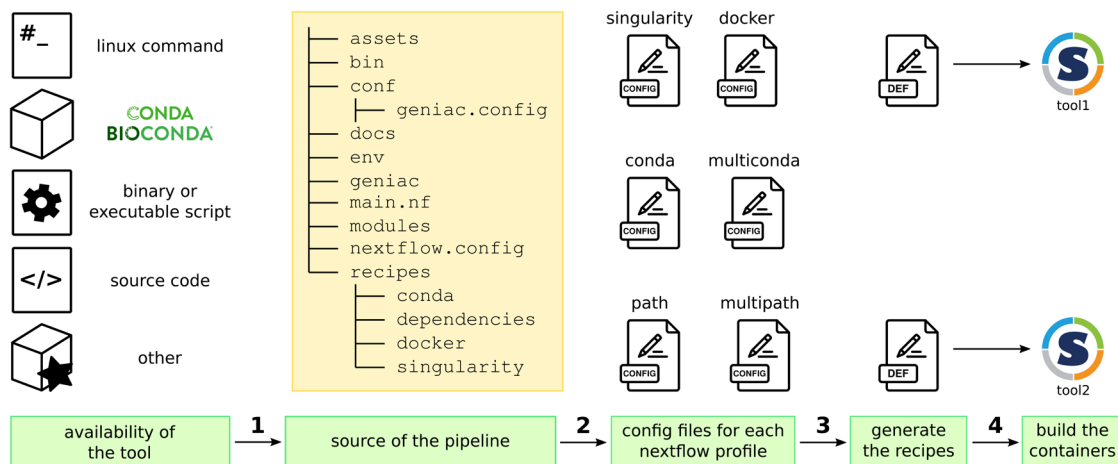 #_
linux command
CONDA
BIOCONDA
binary or
executable script
</>
source code
other
assets
bin
conf
geniac.config
docs
env
geniac
main.nf
modules
nextflow.config
recipes
conda
dependencies
docker
singularity
singularity
docker
CONFIG
CONFIG
conda
multiconda
CONFIG
CONFIG
path
multipath
CONFIG
CONFIG
DEF
S
tool1
DEF
S
tool2
availability of
the tool
1
source of the pipeline
2
config files for each
nextflow profile
3
generate
the recipes
4
build the
containers